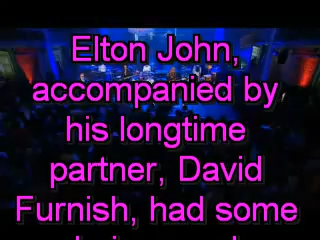 Elton John,
accompanied by
his longtime
partner, David
Furnish, had some